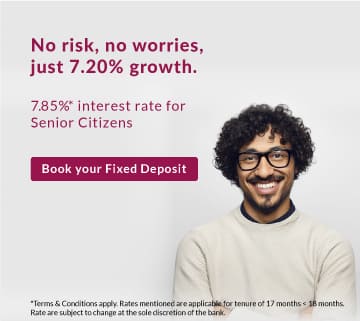 No risk, no worries,
just 7.20% growth.
7.85%* interest rate for
Senior Citizens
Book your Fixed Deposit
*Terms & Conditions apply. Rates mentioned are applicable for tenure of 17 months < 18 months.
Rate are subject to change at the sole discretion of the bank.